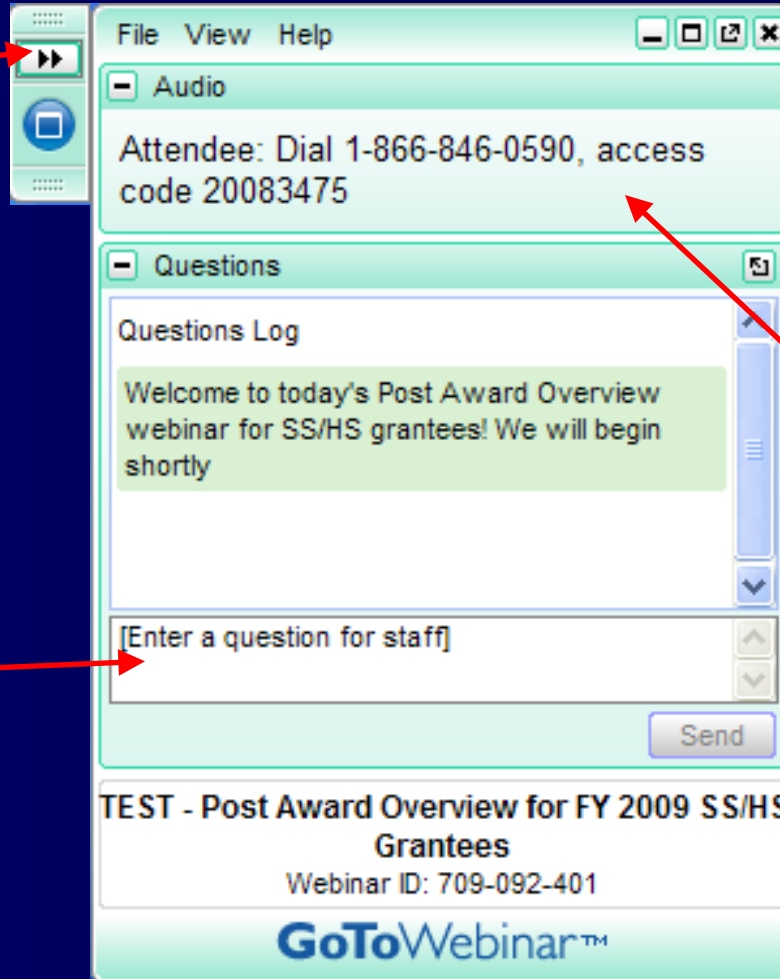 File View Help
Audio
Attendee: Dial 1-866-846-0590, access
code 20083475
Questions
Questions Log
Welcome to today's Post Award Overview
webinar for SS/HS grantees! We will begin
shortly
[Enter a question for staff]
Send
TEST - Post Award Overview for FY 2009 SS/HS
Grantees
Webinar ID: 709-092-401
GoToWebinar™